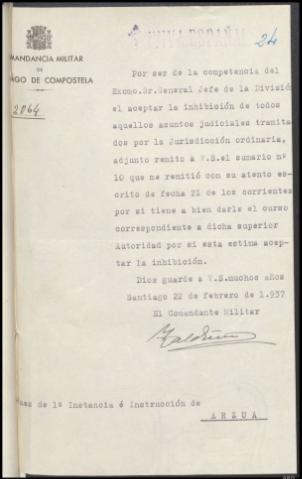 ¡VIVA ESPAÑA!
24
MANDANCIA MILITAR
DE
AGO DE COMPOSTELA
2064
Por ser de la competencia del
Excmo.Sr.General Jefe de la División
el aceptar la inhibición de todos
aquellos asuntos judiciales tramita
dos por la Jurisdicción ordinaria,
adjunto remito a V.S.el sumario nº
10 que me remitió con su atento es-
crito de fecha 21 de los corrientes
por si tiene a bien darle el curso
correspondiente a dicha superior
Autoridad por si esta estima acep-
tar la inhibición.
Dios guarde a V.S.muchos años
Santiago 22 de febrero de 1.937
El Comandante Militar
uez de 1ª Instancia é Instrucción de
ARZUA